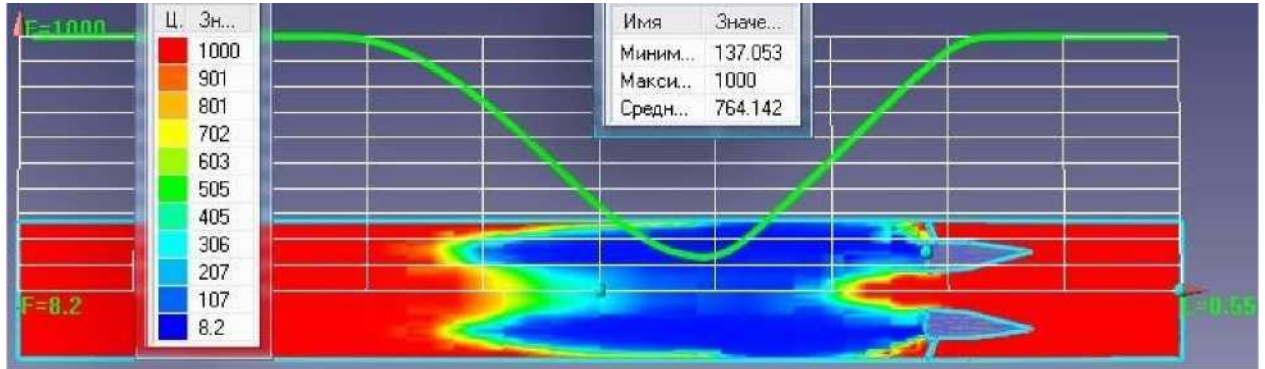 F=1000
Ц. Зн...
1000
901
801
702
603
505
405
306
207
107
8.2
Имя Значе...
Миним... 137.053
Макси... 1000
Средн... 764.142
F=8.2
L=0.55